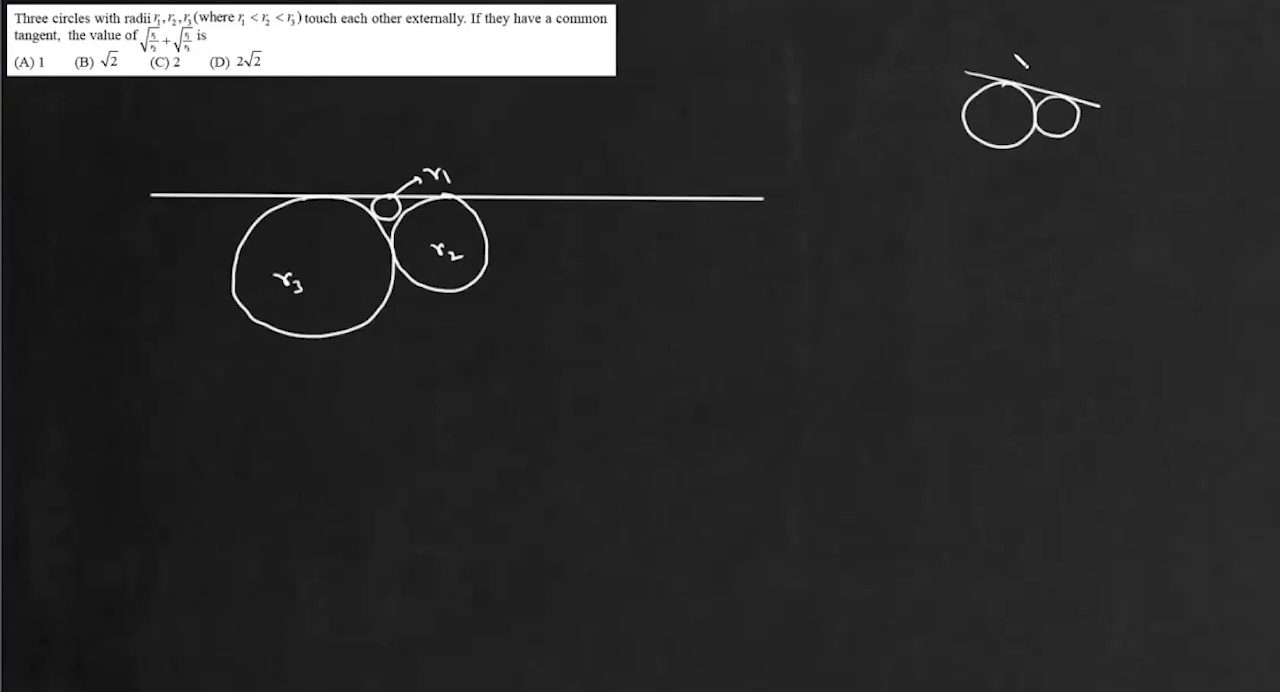 Three circles with radii r₁, r₂, r₃ (where r₁ < r₂ < r₃) touch each other externally. If they have a common
tangent, the value of √(r₁/r₂) + √(r₁/r₃) is
(A) 1 (B) √2 (C) 2 (D) 2√2
r₁
r₂
r₃